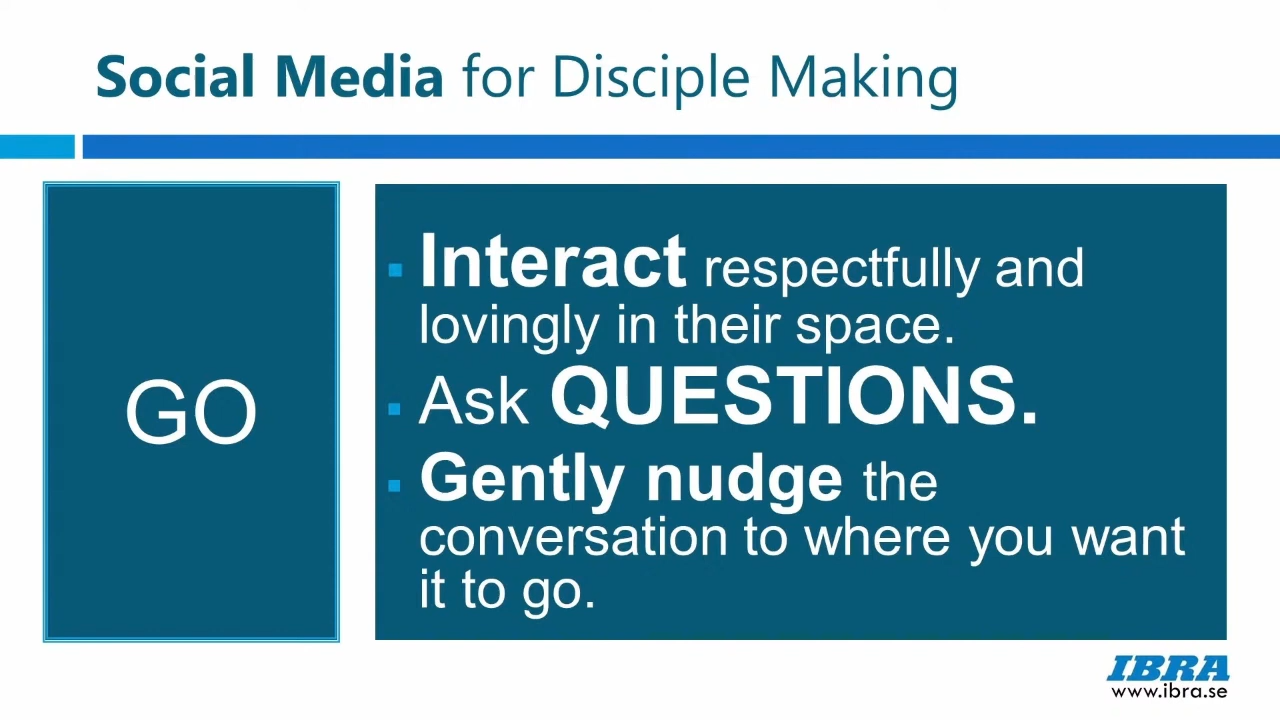 Social Media for Disciple Making
GO
Interact respectfully and
lovingly in their space.
Ask QUESTIONS.
Gently nudge the
conversation to where you want
it to go.
IBRA
www.ibra.se